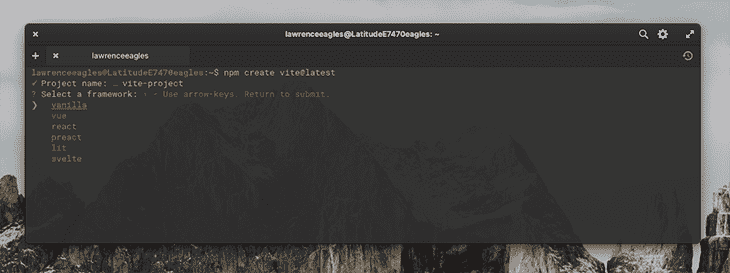 lawrenceeagles@LatitudeE7470eagles: ~
lawrenceeagles
lawrenceeagles@LatitudeE7470eagles:~$ npm create vite@latest
✓ Project name: … vite-project
? Select a framework: › - Use arrow-keys. Return to submit.
❯ vanilla
vue
react
preact
lit
svelte